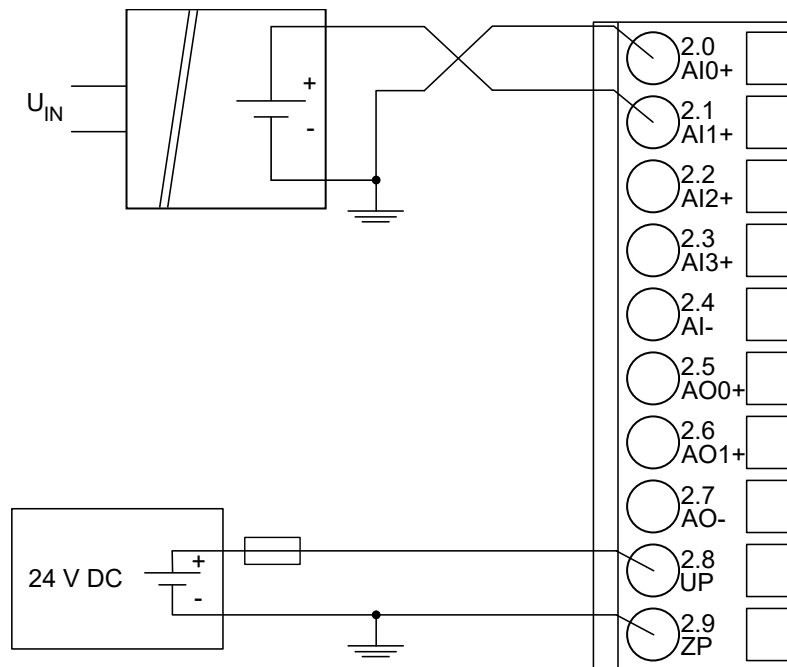 U_IN
+
-
2.0
AI0+
2.1
AI1+
2.2
AI2+
2.3
AI3+
2.4
AI-
2.5
AO0+
2.6
AO1+
2.7
AO-
24 V DC
+
-
2.8
UP
2.9
ZP